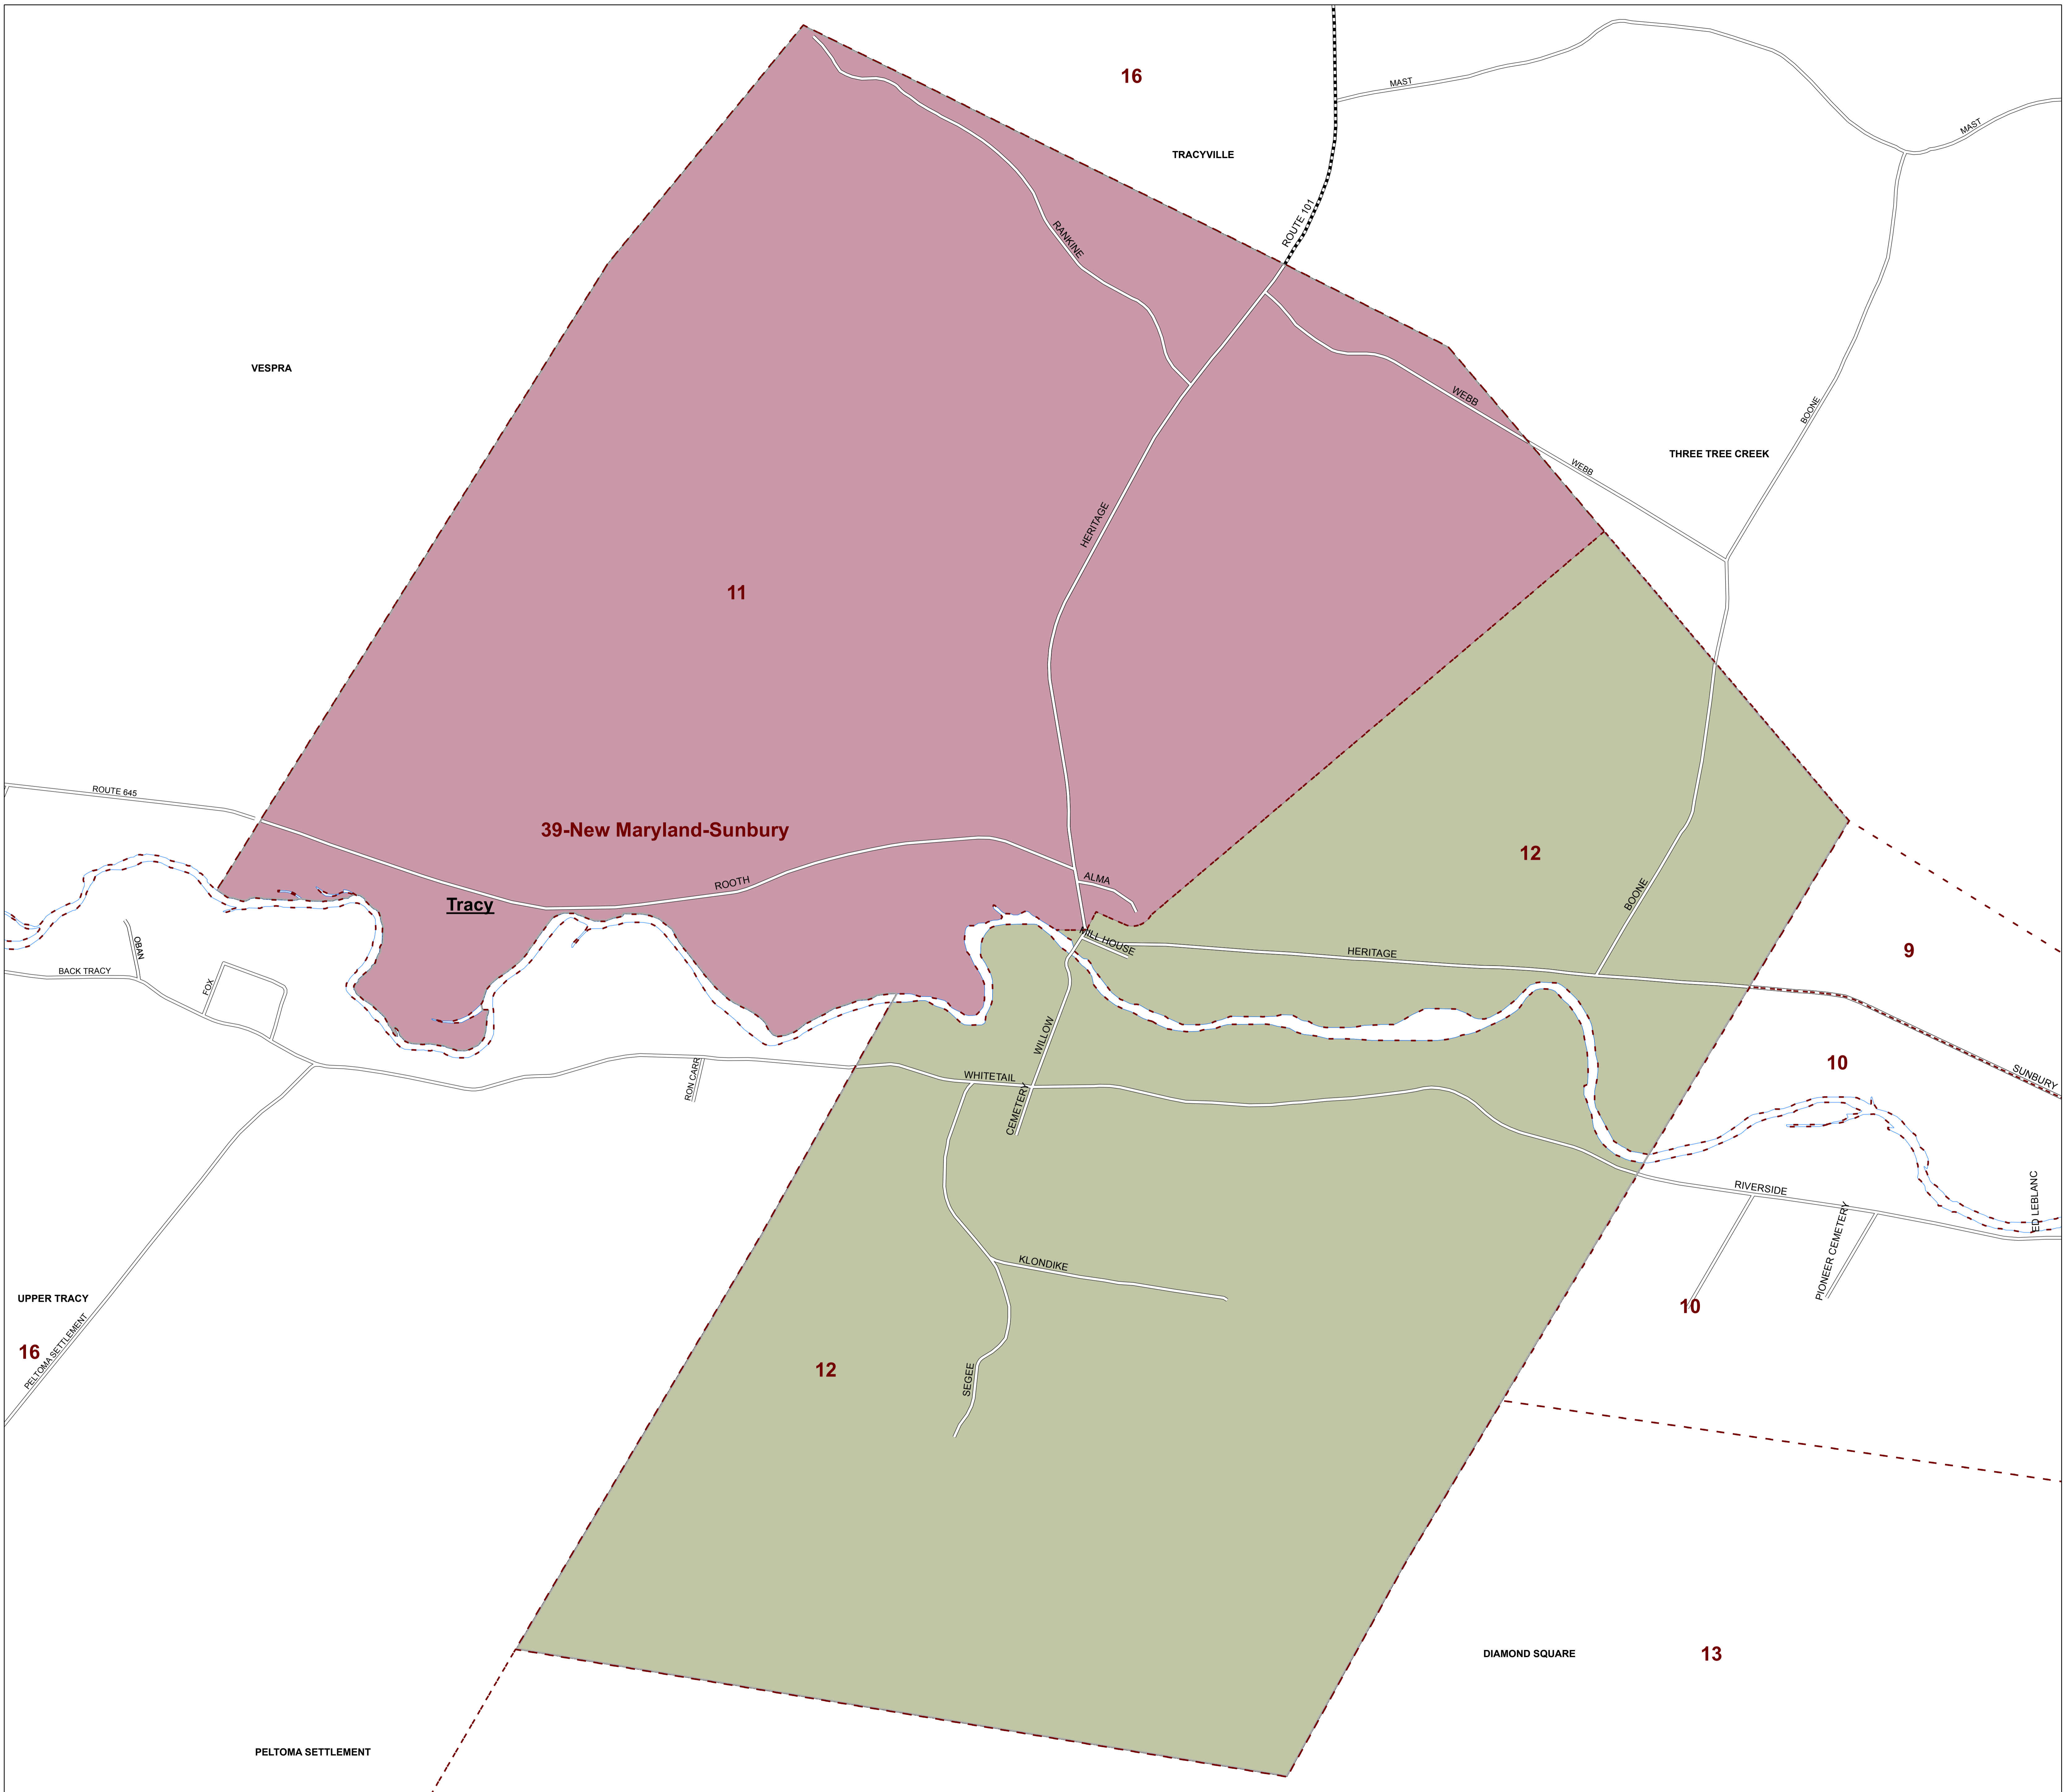 16
MAST
MAST
TRACYVILLE
ROUTE 101
RANKINE
VESPRA
WEBB
BOONE
THREE TREE CREEK
WEBB
HERITAGE
11
ROUTE 645
39-New Maryland-Sunbury
12
ROOTH
ALMA
BOONE
Tracy
OBAN
MILL HOUSE
HERITAGE
9
BACK TRACY
FOX
WILLOW
10
SUNBURY
RON CARR
WHITETAIL
CEMETERY
RIVERSIDE
ED LEBLANC
PIONEER CEMETERY
KLONDIKE
UPPER TRACY
10
16
PELTOMA SETTLEMENT
12
SEGEE
DIAMOND SQUARE
13
PELTOMA SETTLEMENT